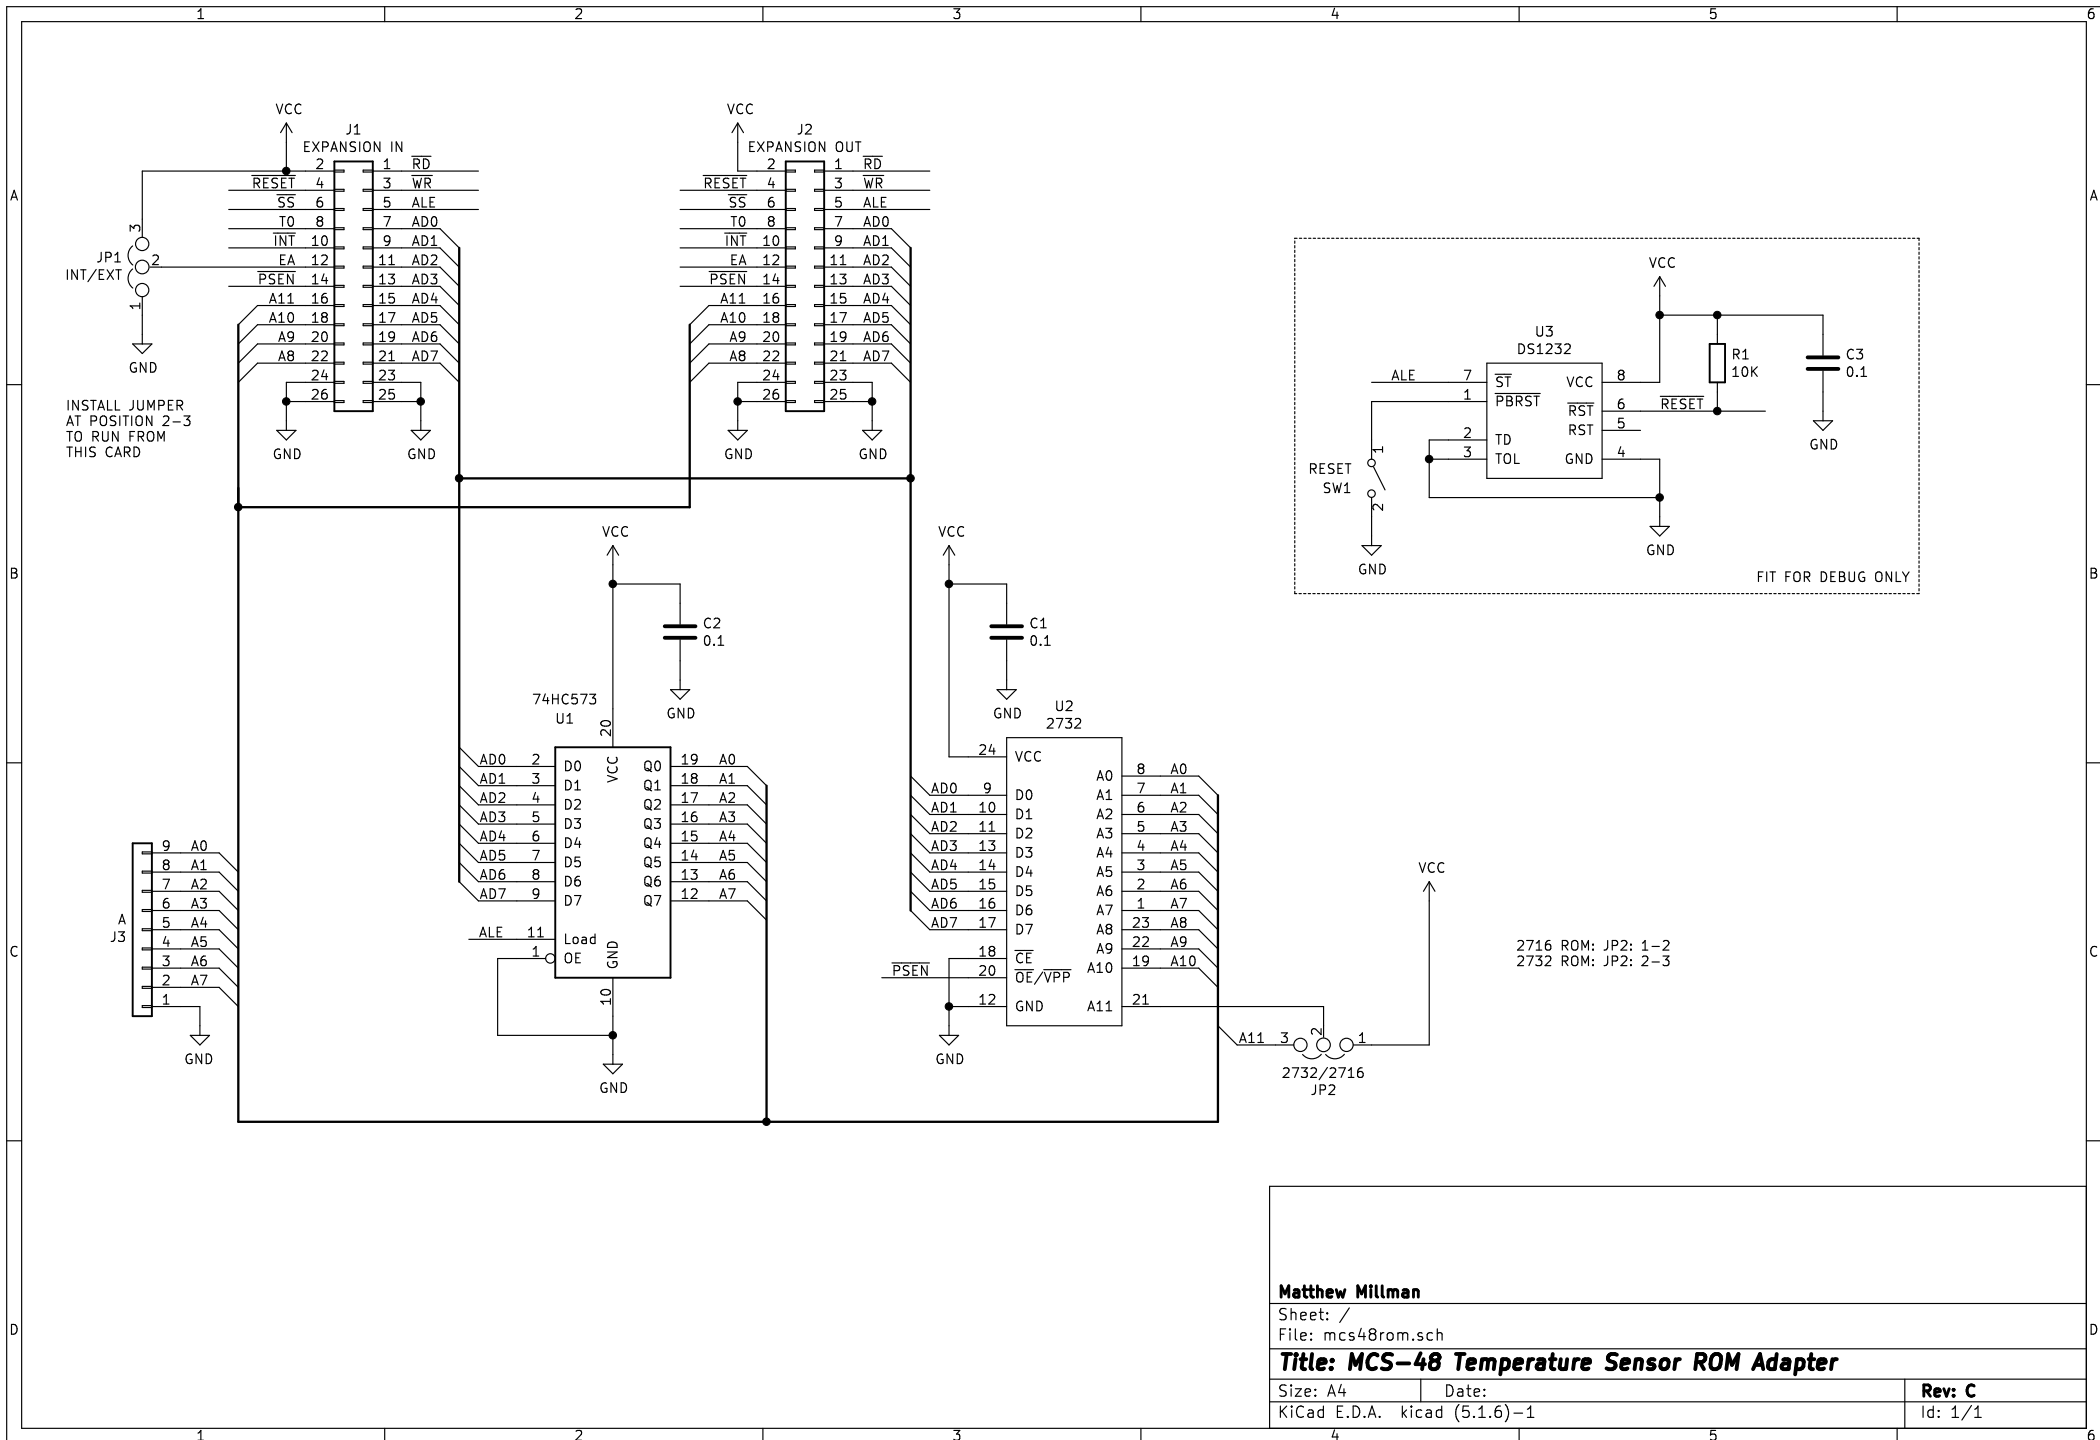 1 2 3 4 5 6
A
B
C
D
A
B
C
D
1 2 3 4 5 6
VCC
J1
EXPANSION IN
2 1 RD
RESET 4 3 WR
SS 6 5 ALE
T0 8 7 AD0
INT 10 9 AD1
EA 12 11 AD2
PSEN 14 13 AD3
A11 16 15 AD4
A10 18 17 AD5
A9 20 19 AD6
A8 22 21 AD7
24 23
26 25
GND GND
3
JP1 2
INT/EXT
1
GND
INSTALL JUMPER
AT POSITION 2-3
TO RUN FROM
THIS CARD
VCC
J2
EXPANSION OUT
2 1 RD
RESET 4 3 WR
SS 6 5 ALE
T0 8 7 AD0
INT 10 9 AD1
EA 12 11 AD2
PSEN 14 13 AD3
A11 16 15 AD4
A10 18 17 AD5
A9 20 19 AD6
A8 22 21 AD7
24 23
26 25
GND GND
VCC
U3
DS1232
R1
10K
C3
0.1
ALE 7 ST VCC 8
1 PBRST
RST 6 RESET
RST 5
2 TD
3 TOL GND 4
GND
1
RESET
SW1
2
GND
GND
FIT FOR DEBUG ONLY
VCC
C2
0.1
GND
74HC573
U1
20
VCC
AD0 2 D0 Q0 19 A0
AD1 3 D1 Q1 18 A1
AD2 4 D2 Q2 17 A2
AD3 5 D3 Q3 16 A3
AD4 6 D4 Q4 15 A4
AD5 7 D5 Q5 14 A5
AD6 8 D6 Q6 13 A6
AD7 9 D7 Q7 12 A7
ALE 11 Load
1 OE
GND
10
GND
VCC
C1
0.1
GND
U2
2732
24 VCC
A0 8 A0
AD0 9 D0 A1 7 A1
AD1 10 D1 A2 6 A2
AD2 11 D2 A3 5 A3
AD3 13 D3 A4 4 A4
AD4 14 D4 A5 3 A5
AD5 15 D5 A6 2 A6
AD6 16 D6 A7 1 A7
AD7 17 D7 A8 23 A8
A9 22 A9
18 CE
A10 19 A10
PSEN 20 OE/VPP
12 GND A11 21
GND
VCC
A11 3 2 1
2732/2716
JP2
2716 ROM: JP2: 1-2
2732 ROM: JP2: 2-3
9 A0
8 A1
7 A2
6 A3
A
5 A4
J3
4 A5
3 A6
2 A7
1
GND
Matthew Millman
Sheet: /
File: mcs48rom.sch
Title: MCS-48 Temperature Sensor ROM Adapter
Size: A4 Date: Rev: C
KiCad E.D.A. kicad (5.1.6)-1 Id: 1/1